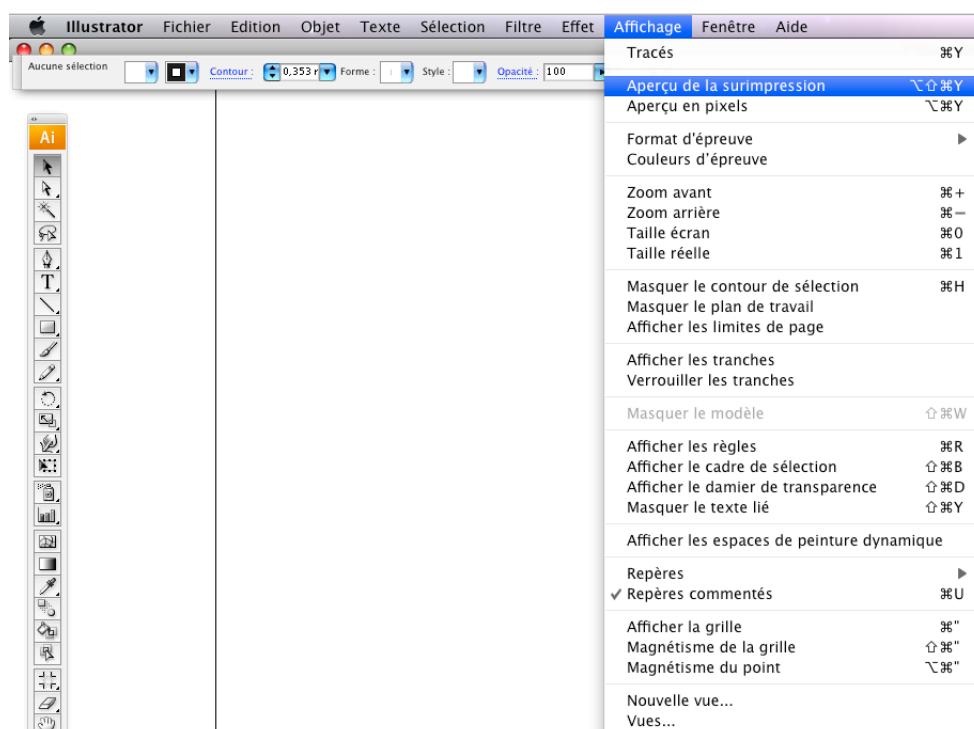 Illustrator Fichier Edition Objet Texte Sélection Filtre Effet Affichage Fenêtre Aide
Aucune sélection Contour : 0,353 r Forme : Style : Opacité : 100
Ai
T
Tracés ⌘Y
Aperçu de la surimpression ⌥⇧⌘Y
Aperçu en pixels ⌥⌘Y
Format d'épreuve
Couleurs d’épreuve
Zoom avant ⌘+
Zoom arrière ⌘−
Taille écran ⌘0
Taille réelle ⌘1
Masquer le contour de sélection ⌘H
Masquer le plan de travail
Afficher les limites de page
Afficher les tranches
Verrouiller les tranches
Masquer le modèle ⇧⌘W
Afficher les règles ⌘R
Afficher le cadre de sélection ⇧⌘B
Afficher le damier de transparence ⇧⌘D
Masquer le texte lié ⇧⌘Y
Afficher les espaces de peinture dynamique
Repères
✓ Repères commentés ⌘U
Afficher la grille ⌘"
Magnétisme de la grille ⇧⌘"
Magnétisme du point ⌥⌘"
Nouvelle vue...
Vues...